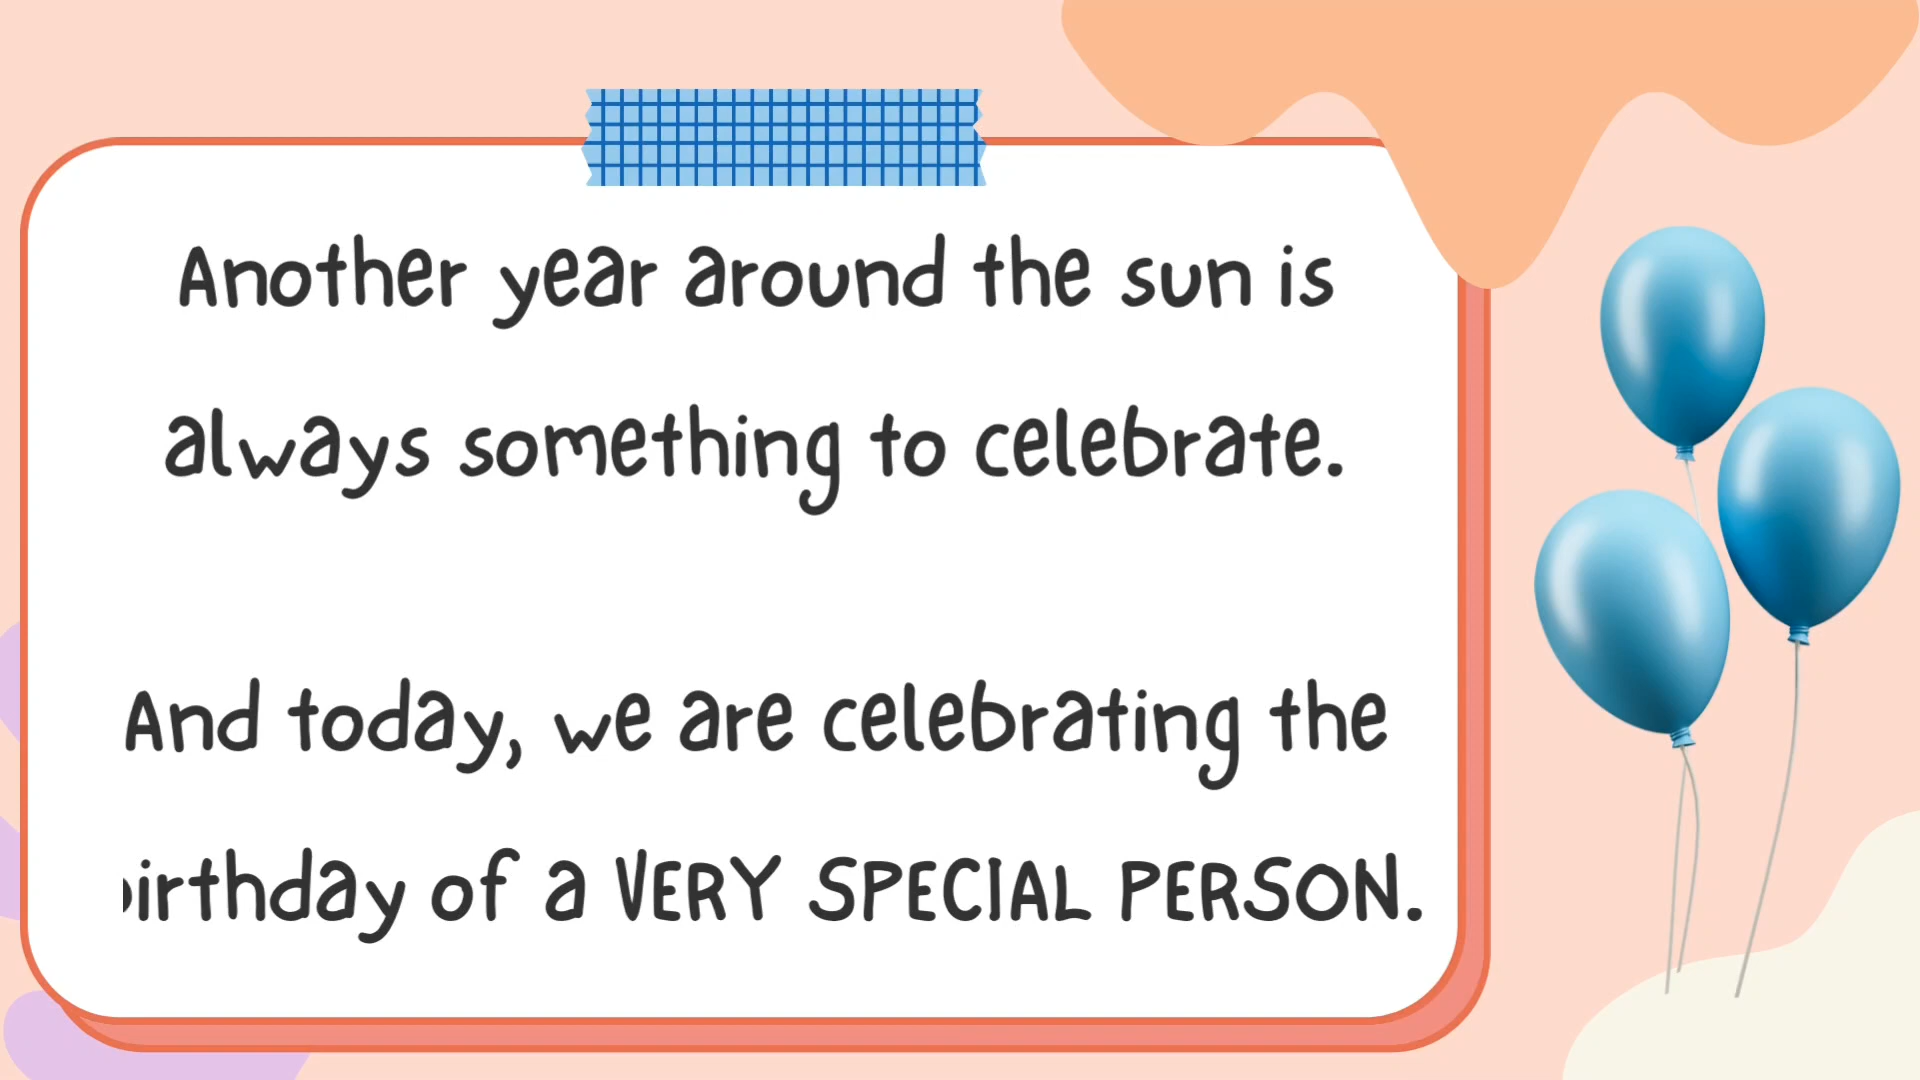 Another year around the sun is
always something to celebrate.
And today, we are celebrating the
birthday of a VERY SPECIAL PERSON.